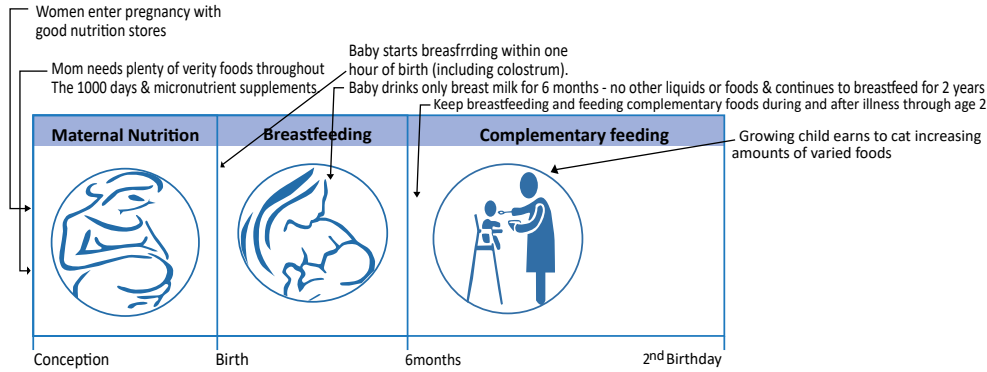 Women enter pregnancy with
good nutrition stores
Mom needs plenty of verity foods throughout
The 1000 days & micronutrient supplements
Baby starts breasfrrding within one
hour of birth (including colostrum).
Baby drinks only breast milk for 6 months - no other liquids or foods & continues to breastfeed for 2 years
Keep breastfeeding and feeding complementary foods during and after illness through age 2
Maternal Nutrition
Breastfeeding
Complementary feeding
Growing child earns to cat increasing
amounts of varied foods
Conception
Birth
6months
2nd Birthday